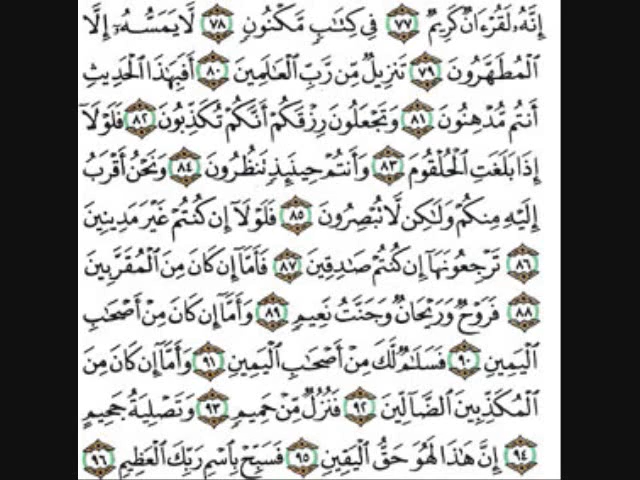 إِنَّهُۥ لَقُرْءَانٌ كَرِيمٌ ٧٧ فِى كِتَٰبٍ مَّكْنُونٍ ٧٨ لَّا يَمَسُّهُۥٓ إِلَّا
ٱلْمُطَهَّرُونَ ٧٩ تَنزِيلٌ مِّن رَّبِّ ٱلْعَٰلَمِينَ ٨٠ أَفَبِهَٰذَا ٱلْحَدِيثِ
أَنتُم مُّدْهِنُونَ ٨١ وَتَجْعَلُونَ رِزْقَكُمْ أَنَّكُمْ تُكَذِّبُونَ ٨٢ فَلَوْلَآ
إِذَا بَلَغَتِ ٱلْحُلْقُومَ ٨٣ وَأَنتُمْ حِينَئِذٍ تَنظُرُونَ ٨٤ وَنَحْنُ أَقْرَبُ
إِلَيْهِ مِنكُمْ وَلَٰكِن لَّا تُبْصِرُونَ ٨٥ فَلَوْلَآ إِن كُنتُمْ غَيْرَ مَدِينِينَ
٨٦ تَرْجِعُونَهَآ إِن كُنتُمْ صَٰدِقِينَ ٨٧ فَأَمَّآ إِن كَانَ مِنَ ٱلْمُقَرَّبِينَ
٨٨ فَرَوْحٌ وَرَيْحَانٌ وَجَنَّتُ نَعِيمٍ ٨٩ وَأَمَّآ إِن كَانَ مِنْ أَصْحَٰبِ
ٱلْيَمِينِ ٩٠ فَسَلَٰمٌ لَّكَ مِنْ أَصْحَٰبِ ٱلْيَمِينِ ٩١ وَأَمَّآ إِن كَانَ مِنَ
ٱلْمُكَذِّبِينَ ٱلضَّآلِّينَ ٩٢ فَنُزُلٌ مِّنْ حَمِيمٍ ٩٣ وَتَصْلِيَةُ جَحِيمٍ
٩٤ إِنَّ هَٰذَا لَهُوَ حَقُّ ٱلْيَقِينِ ٩٥ فَسَبِّحْ بِٱسْمِ رَبِّكَ ٱلْعَظِيمِ ٩٦